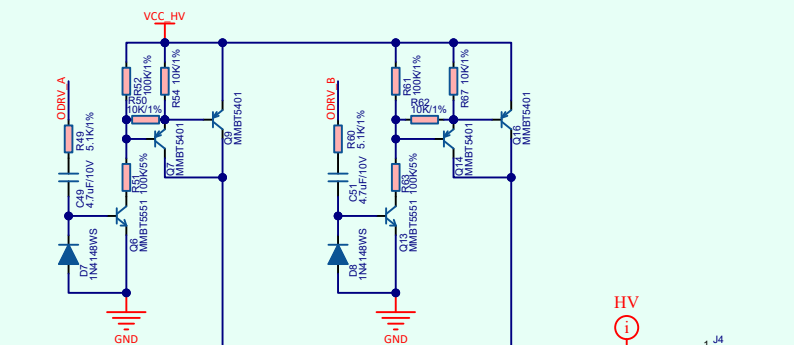 VCC_HV
ODRV_A
R52
100K/1%
R54 10K/1%
R50
10K/1%
Q9
MMBT5401
R49
5.1K/1%
Q7
MMBT5401
C49
4.7uF/10V
R51
100K/5%
Q6
MMBT5551
D7
1N4148WS
GND
ODRV_B
R61
100K/1%
R67 10K/1%
R62
10K/1%
Q16
MMBT5401
R60
5.1K/1%
Q14
MMBT5401
C51
4.7uF/10V
R63
100K/5%
Q13
MMBT5551
D8
1N4148WS
GND
HV
i
J4
1